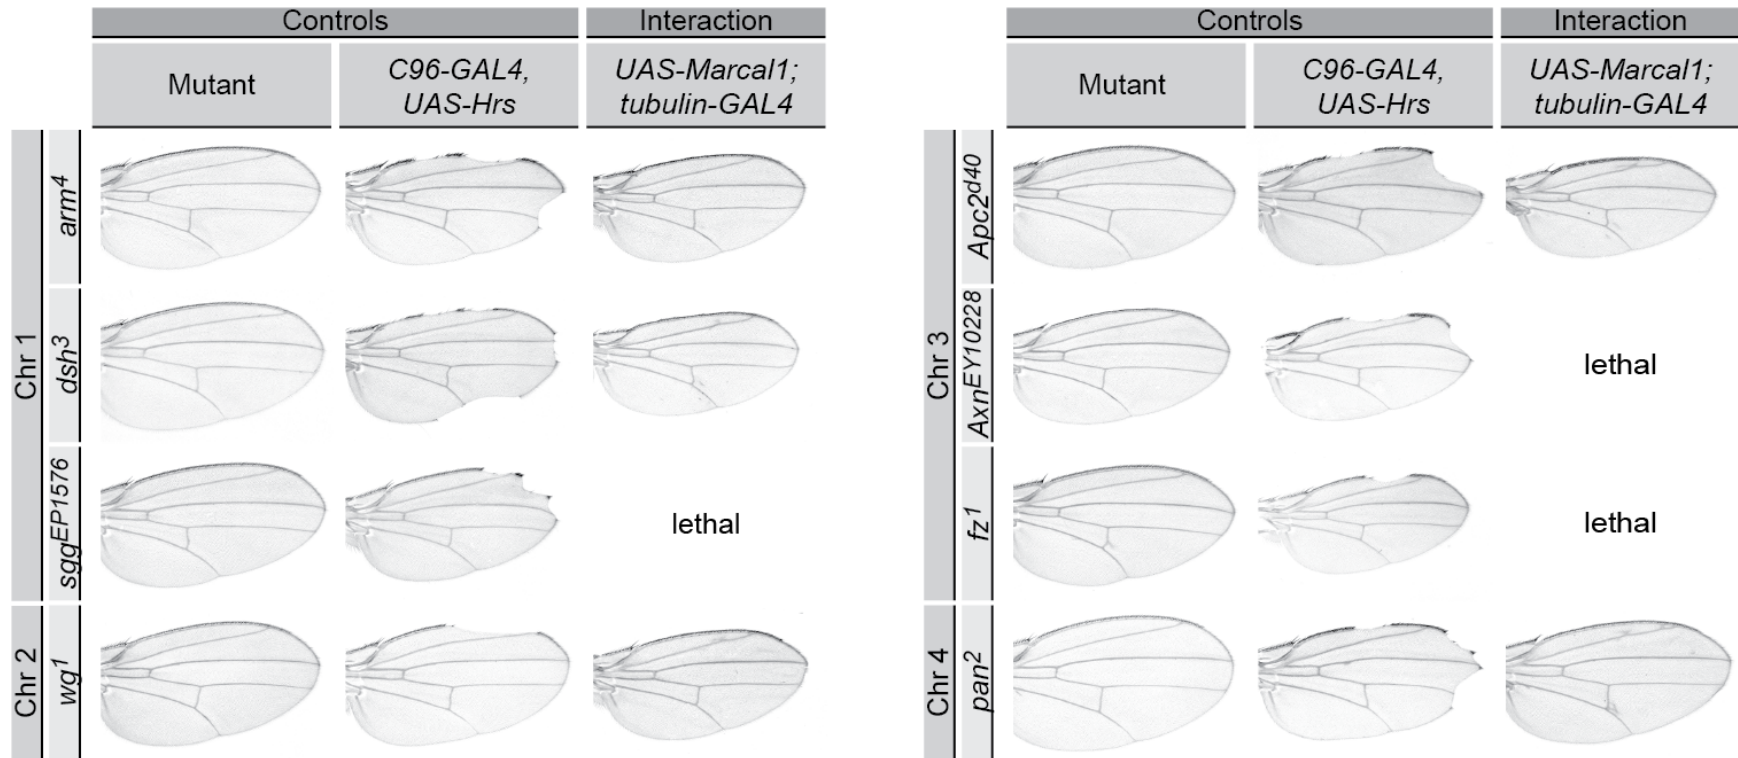 Controls Interaction
Mutant C96-GAL4, UAS-Marcal1;
UAS-Hrs tubulin-GAL4
Chr 1
arm4
dsh3
sggEP1576
lethal
Chr 2
wg1
Controls Interaction
Mutant C96-GAL4, UAS-Marcal1;
UAS-Hrs tubulin-GAL4
Chr 3
Apc2d40
AxnEY10228
lethal
fz1
lethal
Chr 4
pan2